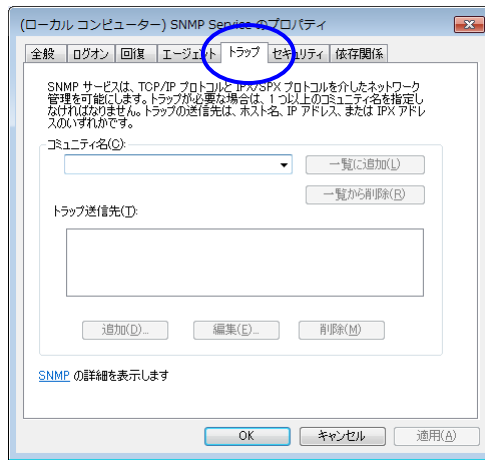 (ローカル コンピューター) SNMP Service のプロパティ
全般 ログオン 回復 エージェント トラップ セキュリティ 依存関係
SNMP サービスは、TCP/IP プロトコルと IPX/SPX プロトコルを介したネットワーク
管理を可能にします。トラップが必要な場合は、1 つ以上のコミュニティ名を指定し
なければなりません。トラップの送信先は、ホスト名、IP アドレス、または IPX アドレ
スのいずれかです。
コミュニティ名(C):
一覧に追加(L)
一覧から削除(R)
トラップ送信先(T):
追加(D)... 編集(E)... 削除(M)
SNMP の詳細を表示します
OK キャンセル 適用(A)